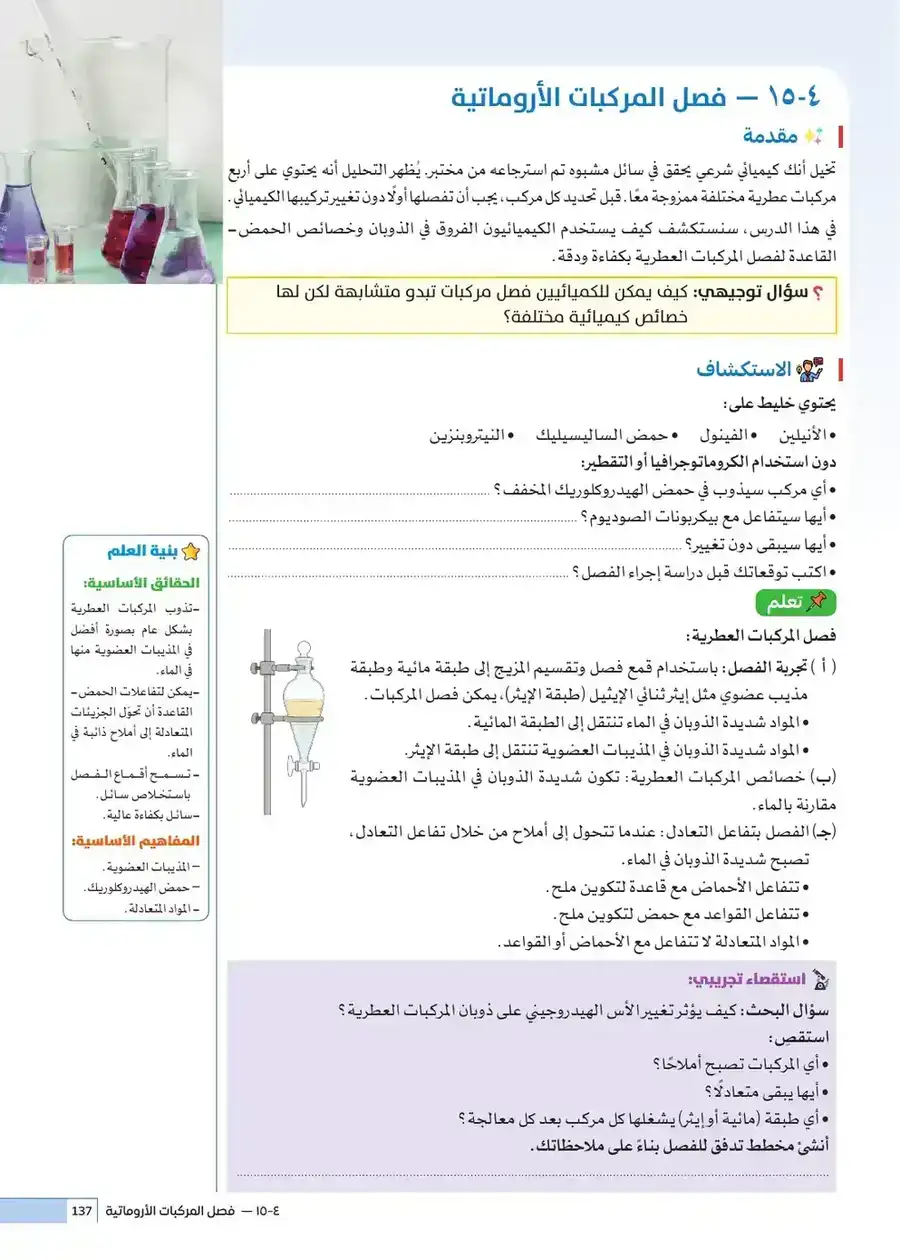 ٤-١٥ — فصل المركبات الأروماتية
مقدمة
تخيل أنك كيميائي شرعي يحقق في سائل مشبوه تم استرجاعه من مختبر. يُظهر التحليل أنه يحتوي على أربع
مركبات عطرية مختلفة ممزوجة معًا. قبل تحديد كل مركب، يجب أن تفصلها أولًا دون تغيير تركيبها الكيميائي.
في هذا الدرس، سنستكشف كيف يستخدم الكيميائيون الفروق في الذوبان وخصائص الحمض-
القاعدة لفصل المركبات العطرية بكفاءة ودقة.
؟ سؤال توجيهي: كيف يمكن للكميائيين فصل مركبات تبدو متشابهة لكن لها
خصائص كيميائية مختلفة؟
الاستكشاف
يحتوي خليط على:
• الأنيلين • الفينول • حمض الساليسيليك • النيتروبنزين
دون استخدام الكروماتوجرافيا أو التقطير:
• أي مركب سيذوب في حمض الهيدروكلوريك المخفف؟
• أيها سيتفاعل مع بيكربونات الصوديوم؟
• أيها سيبقى دون تغيير؟
• اكتب توقعاتك قبل دراسة إجراء الفصل؟
تعلم
فصل المركبات العطرية:
( أ ) تجربة الفصل: باستخدام قمع فصل وتقسيم المزيج إلى طبقة مائية وطبقة
مذيب عضوي مثل إيثر ثنائي الإيثيل (طبقة الإيثر)، يمكن فصل المركبات.
• المواد شديدة الذوبان في الماء تنتقل إلى الطبقة المائية.
• المواد شديدة الذوبان في المذيبات العضوية تنتقل إلى طبقة الإيثر.
(ب) خصائص المركبات العطرية: تكون شديدة الذوبان في المذيبات العضوية
مقارنة بالماء.
(جـ) الفصل بتفاعل التعادل: عندما تتحول إلى أملاح من خلال تفاعل التعادل،
تصبح شديدة الذوبان في الماء.
• تتفاعل الأحماض مع قاعدة لتكوين ملح.
• تتفاعل القواعد مع حمض لتكوين ملح.
• المواد المتعادلة لا تتفاعل مع الأحماض أو القواعد.
استقصاء تجريبي:
سؤال البحث: كيف يؤثر تغيير الأس الهيدروجيني على ذوبان المركبات العطرية؟
استقصِ:
• أي المركبات تصبح أملاحًا؟
• أيها يبقى متعادلًا؟
• أي طبقة (مائية أو إيثر) يشغلها كل مركب بعد كل معالجة؟
أنشئ مخطط تدفق للفصل بناءً على ملاحظاتك.
بنية العلم
الحقائق الأساسية:
-تذوب المركبات العطرية
بشكل عام بصورة أفضل
في المذيبات العضوية منها
في الماء.
-يمكن لتفاعلات الحمض-
القاعدة أن تحوّل الجزيئات
المتعادلة إلى أملاح ذائبة في
الماء.
- تسمح أقماع الفصل
باستخلاص سائل.
-سائل بكفاءة عالية.
المفاهيم الأساسية:
- المذيبات العضوية.
- حمض الهيدروكلوريك.
- المواد المتعادلة.
٤-١٥ — فصل المركبات الأروماتية
137